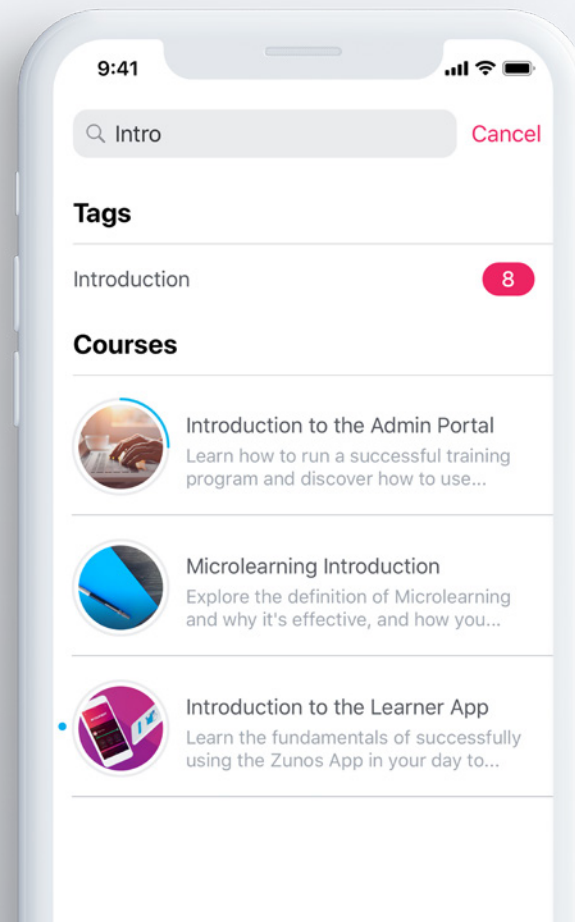 9:41
Intro
Cancel
Tags
Introduction
8
Courses
Introduction to the Admin Portal
Learn how to run a successful training
program and discover how to use...
Microlearning Introduction
Explore the definition of Microlearning
and why it's effective, and how you...
Introduction to the Learner App
Learn the fundamentals of successfully
using the Zunos App in your day to...